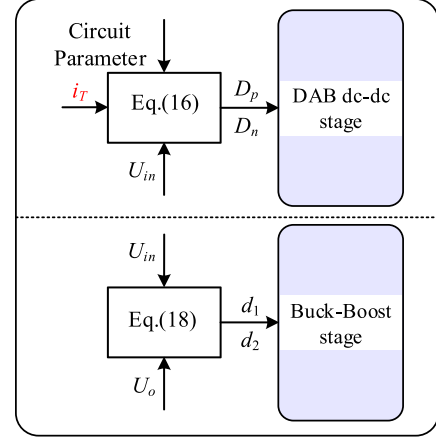 Circuit
Parameter
i_T
Eq.(16)
D_p
D_n
DAB dc-dc
stage
U_in
U_in
Eq.(18)
d_1
d_2
Buck-Boost
stage
U_o